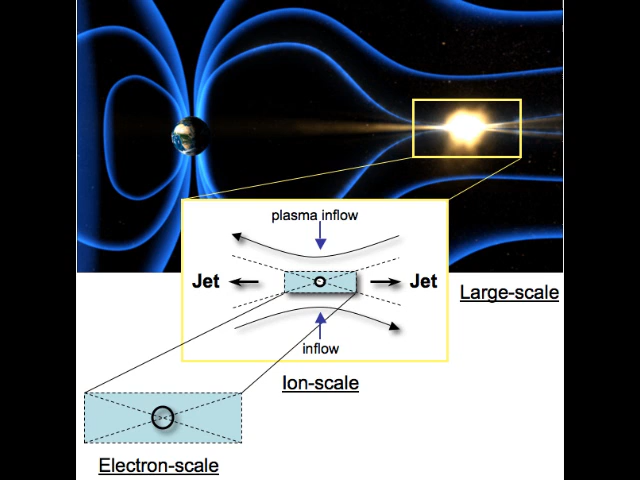 plasma inflow
Jet
Jet
Large-scale
inflow
Ion-scale
Electron-scale